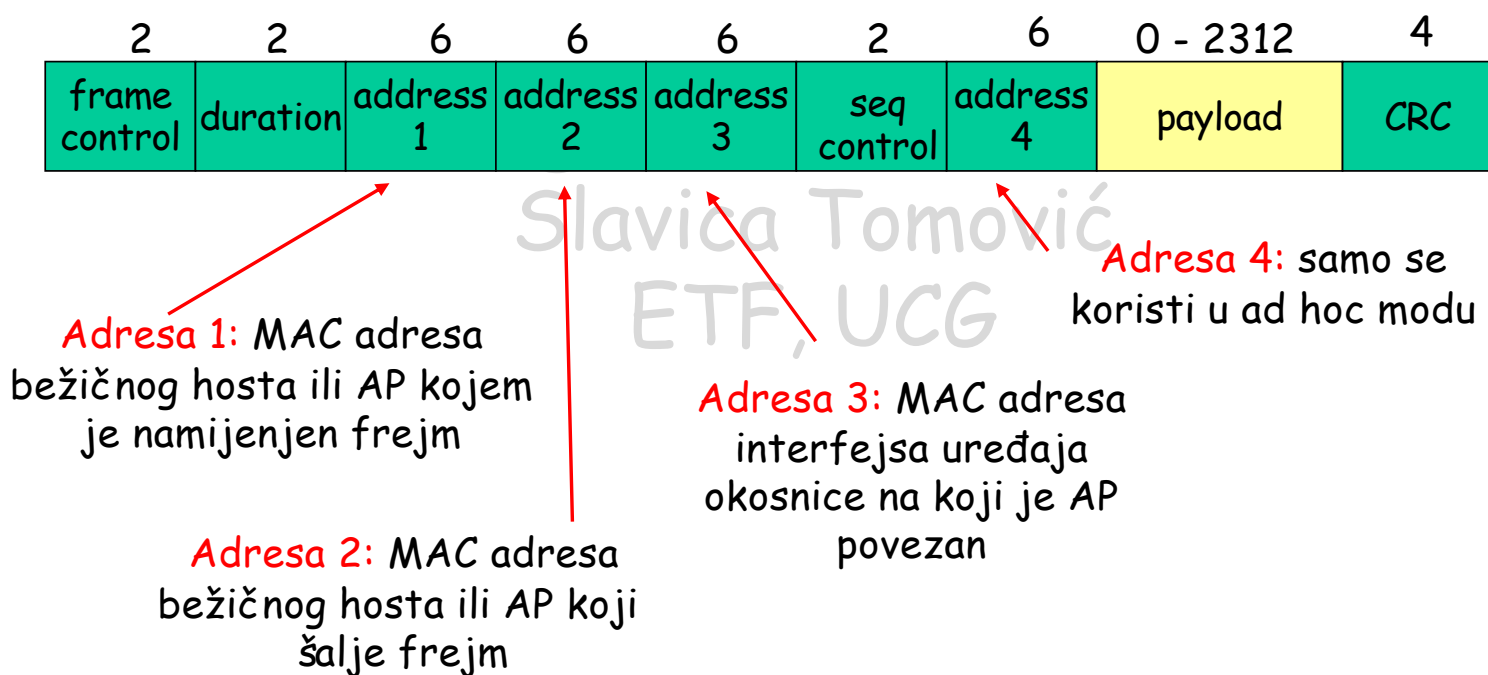 2 2 6 6 6 2 6 0 - 2312 4
frame control
duration
address 1
address 2
address 3
seq control
address 4
payload
CRC
Slavica Tomović
ETF, UCG
Adresa 1: MAC adresa
bežičnog hosta ili AP kojem
je namijenjen frejm
Adresa 2: MAC adresa
bežičnog hosta ili AP koji
šalje frejm
Adresa 3: MAC adresa
interfejsa uređaja
okosnice na koji je AP
povezan
Adresa 4: samo se
koristi u ad hoc modu